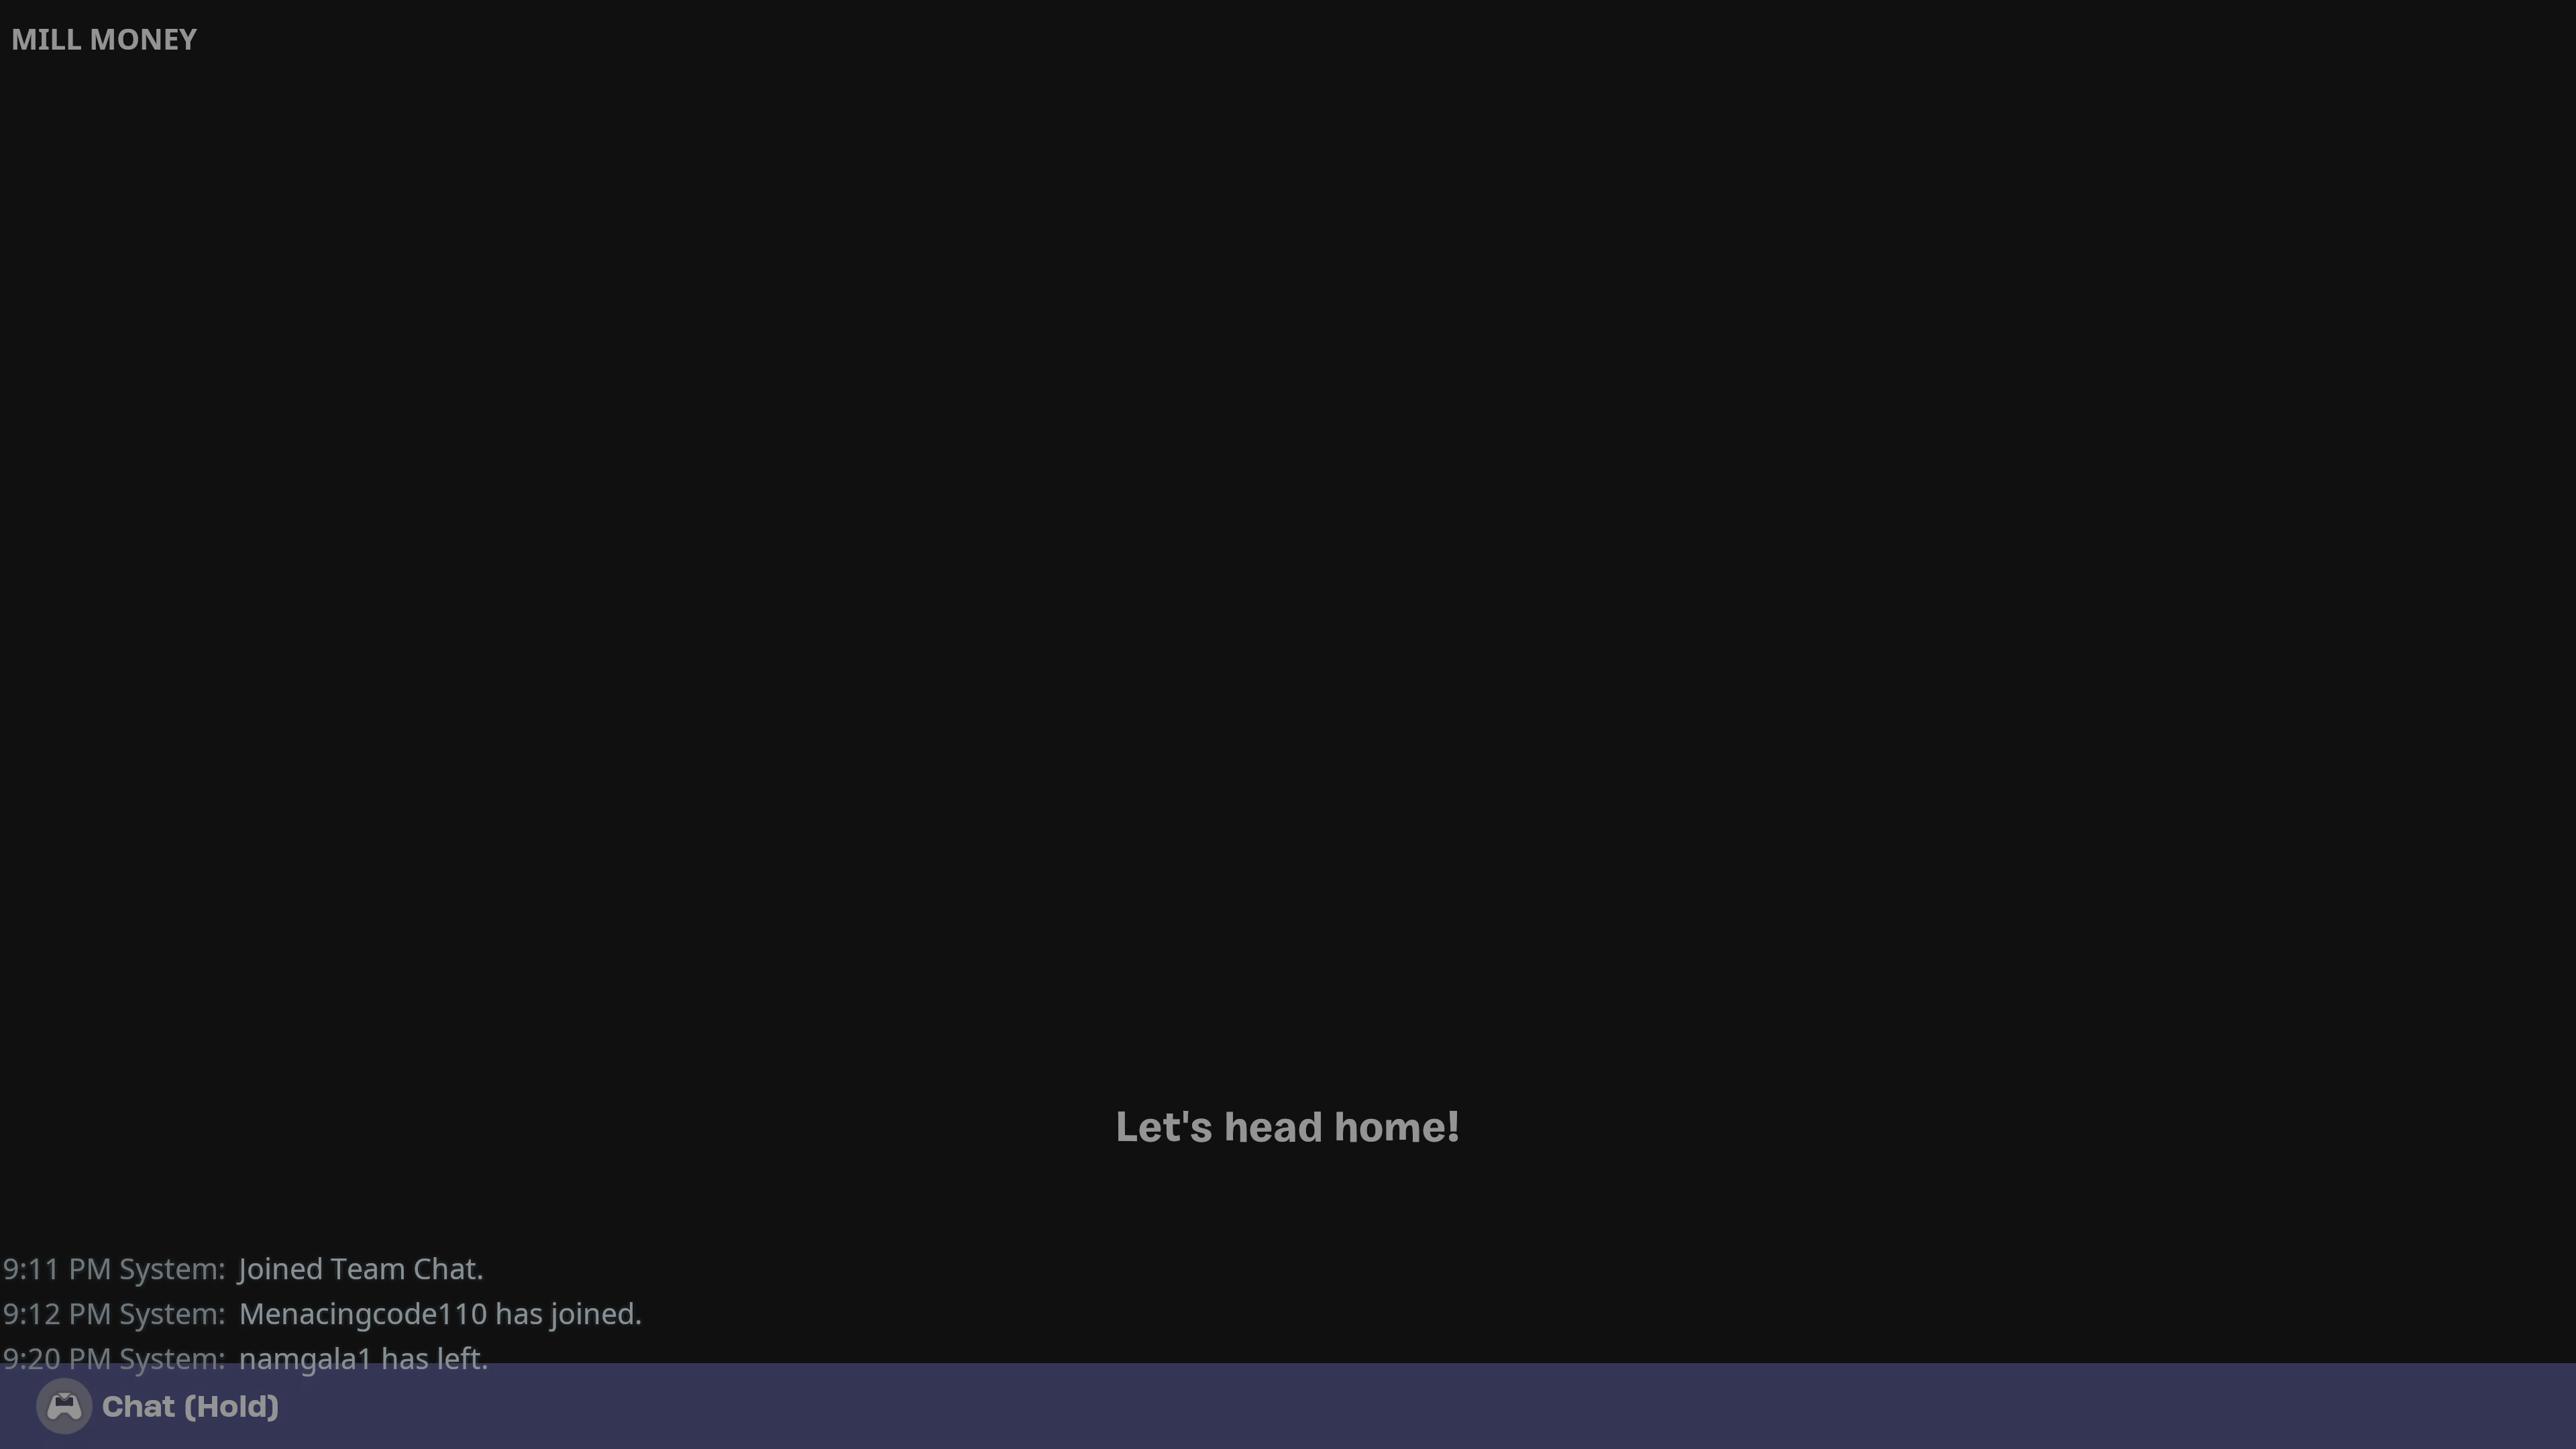 MILL MONEY
Let's head home!
9:11 PM System: Joined Team Chat.
9:12 PM System: Menacingcode110 has joined.
9:20 PM System: namgala1 has left.
Chat (Hold)